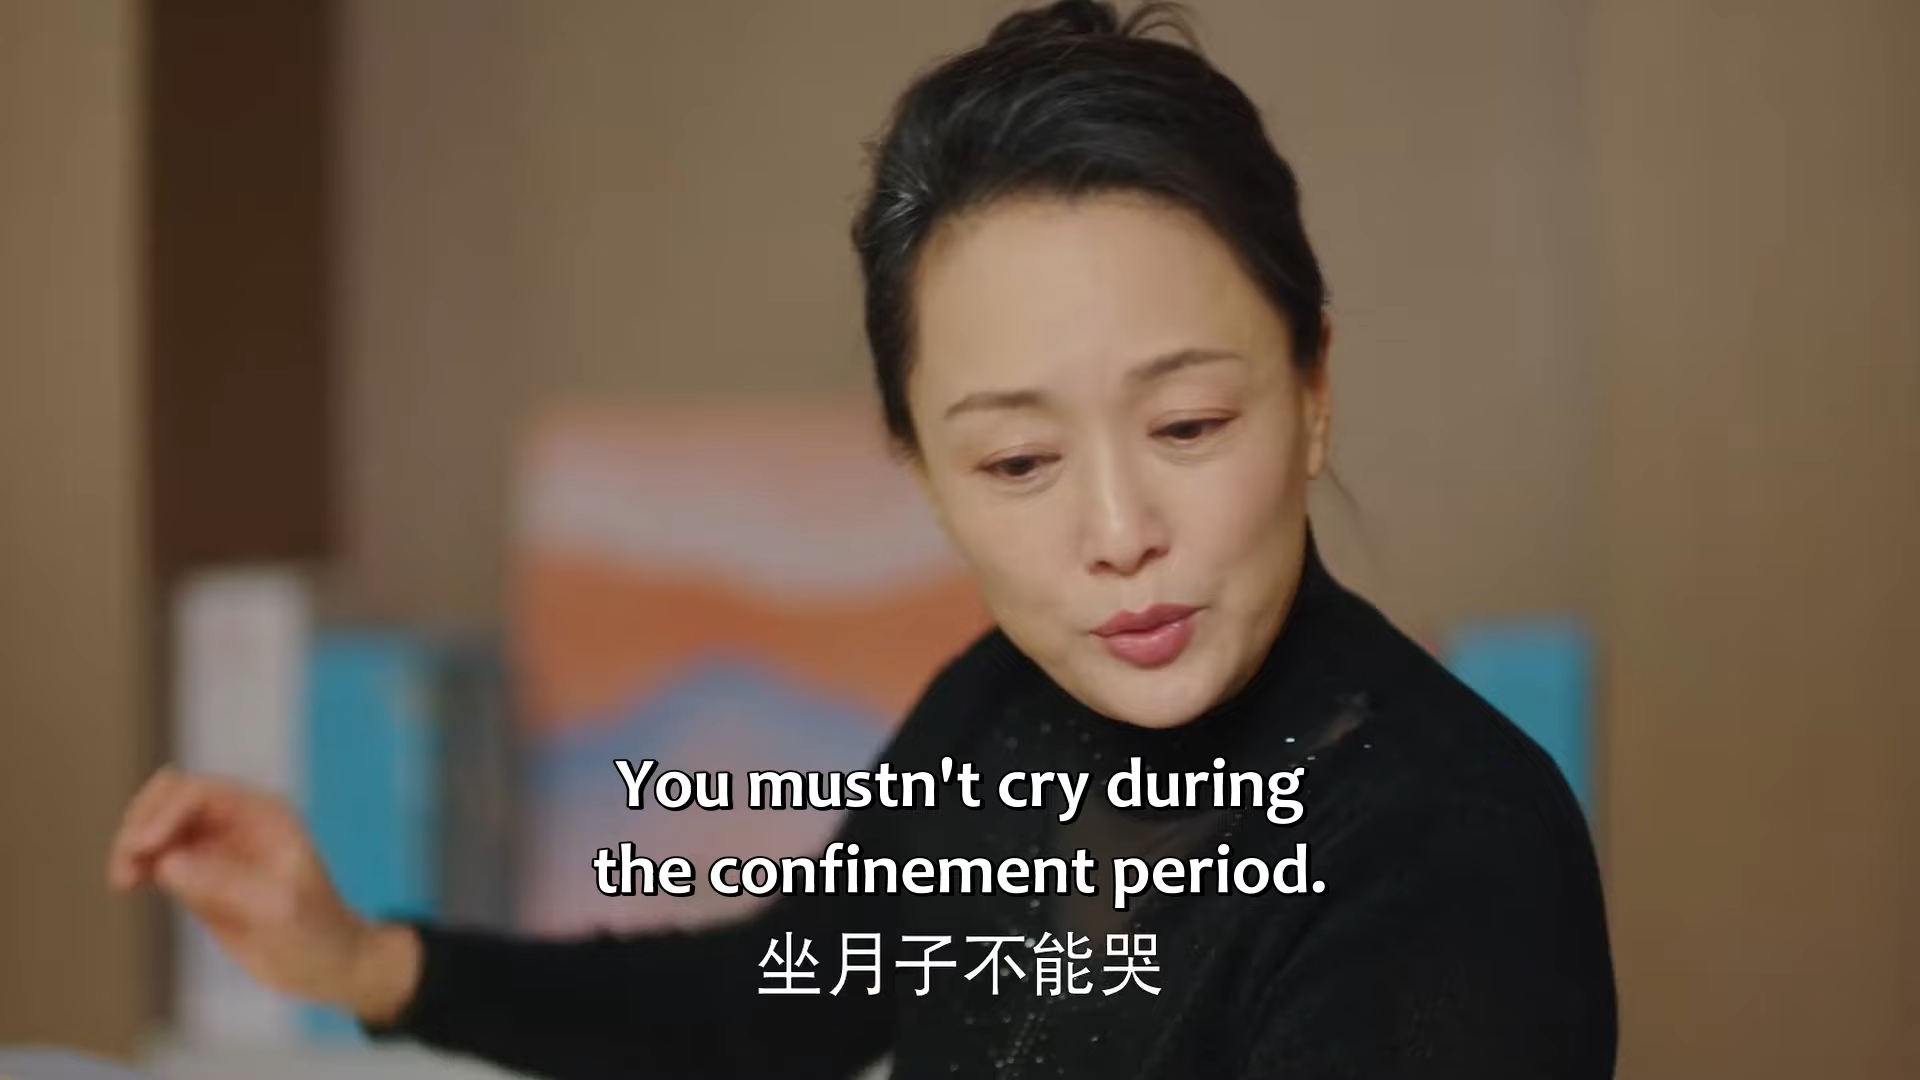 You mustn't cry during
the confinement period.
坐月子不能哭